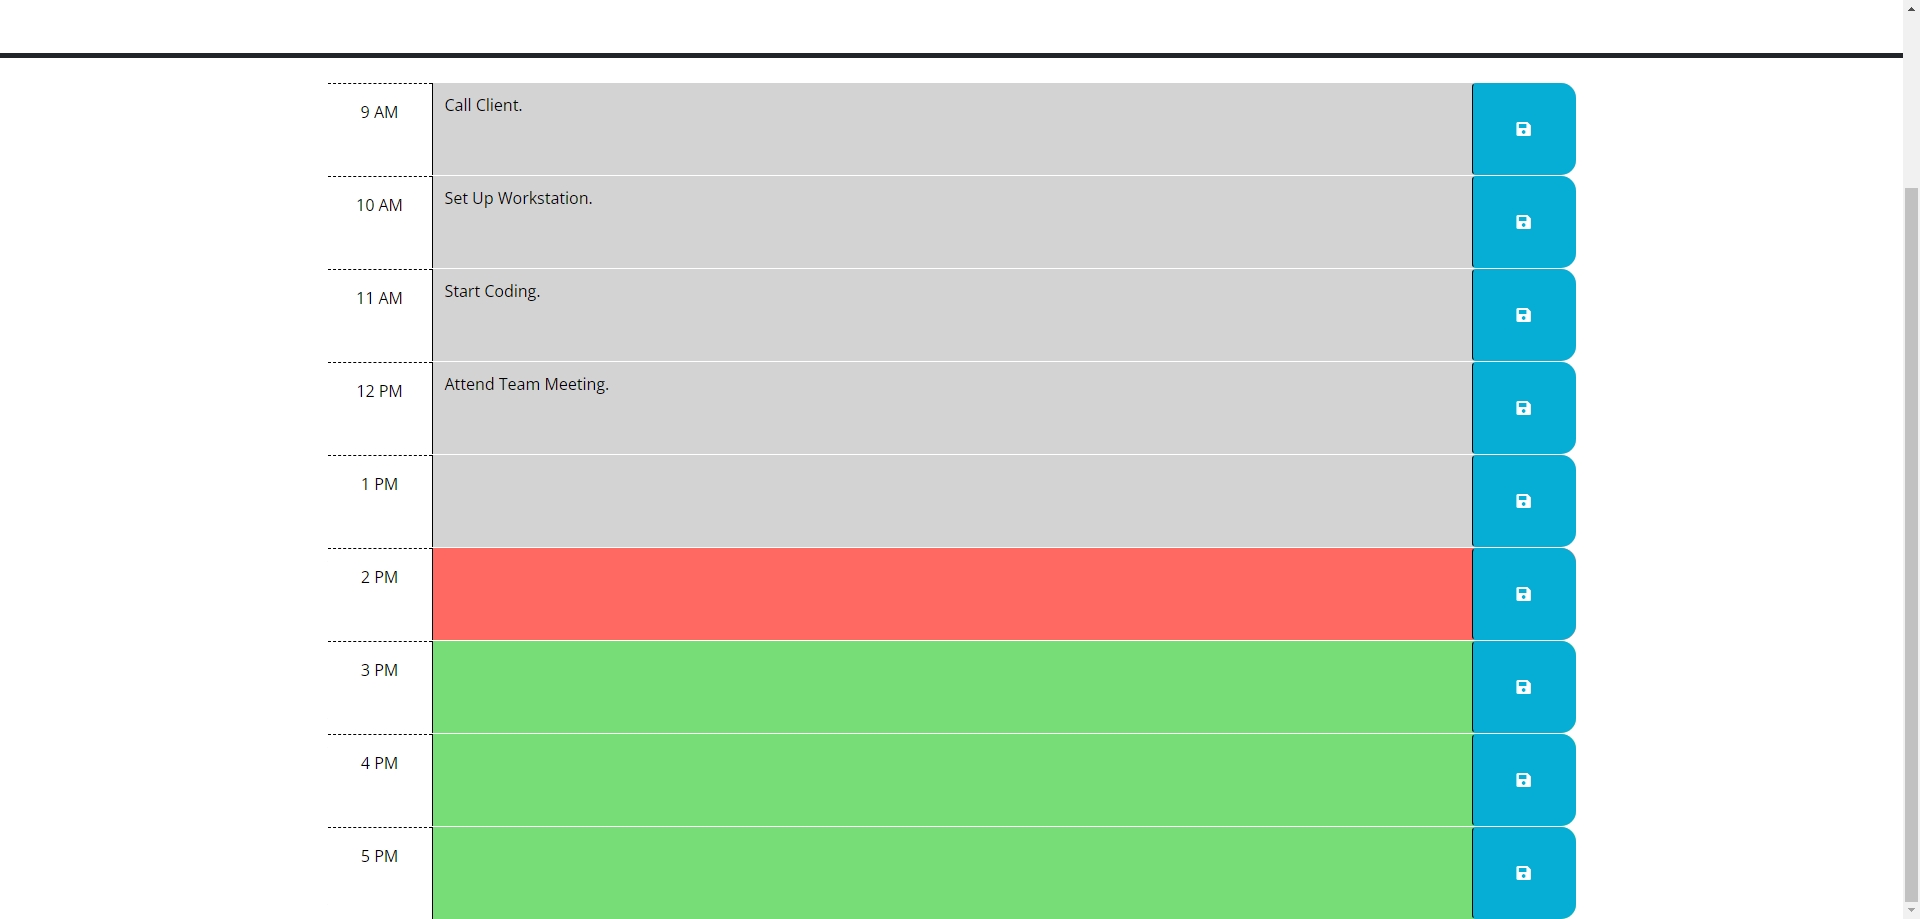 9 AM
Call Client.
10 AM
Set Up Workstation.
11 AM
Start Coding.
12 PM
Attend Team Meeting.
1 PM
2 PM
3 PM
4 PM
5 PM